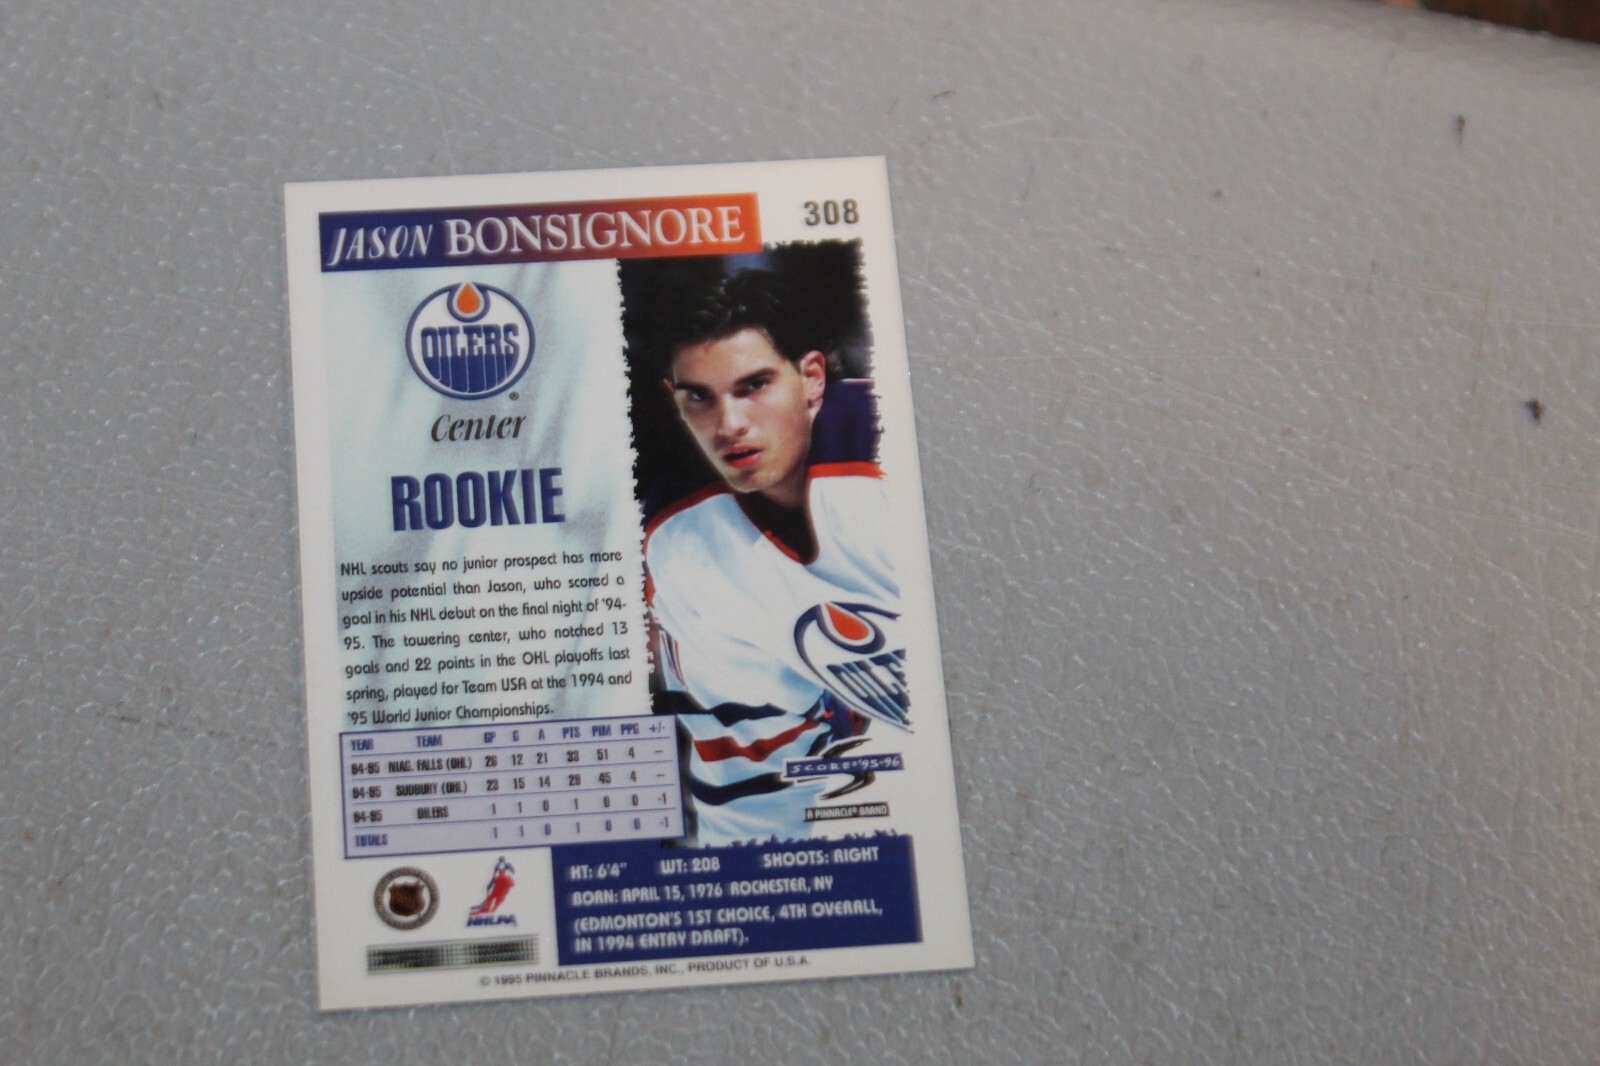 JASON BONSIGNORE
308
OILERS
®
Center
ROOKIE
NHL scouts say no junior prospect has more
upside potential than Jason, who scored a
goal in his NHL debut on the final night of '94-
95. The towering center, who notched 13
goals and 22 points in the OHL playoffs last
spring, played for Team USA at the 1994 and
'95 World Junior Championships.
YEAR TEAM GP G A PTS PIM PPG +/-
94-95 NIAG. FALLS (OHL) 26 12 21 33 51 4 --
94-95 SUDBURY (OHL) 23 15 14 29 45 4 --
94-95 OILERS 1 1 0 1 0 0 -1
TOTALS 1 1 0 1 0 0 -1
SCORE® '95-96
A PINNACLE® BRAND
NHLPA
HT: 6'4" WT: 208 SHOOTS: RIGHT
BORN: APRIL 15, 1976 ROCHESTER, NY
(EDMONTON'S 1ST CHOICE, 4TH OVERALL,
IN 1994 ENTRY DRAFT).
© 1995 PINNACLE BRANDS, INC., PRODUCT OF U.S.A.